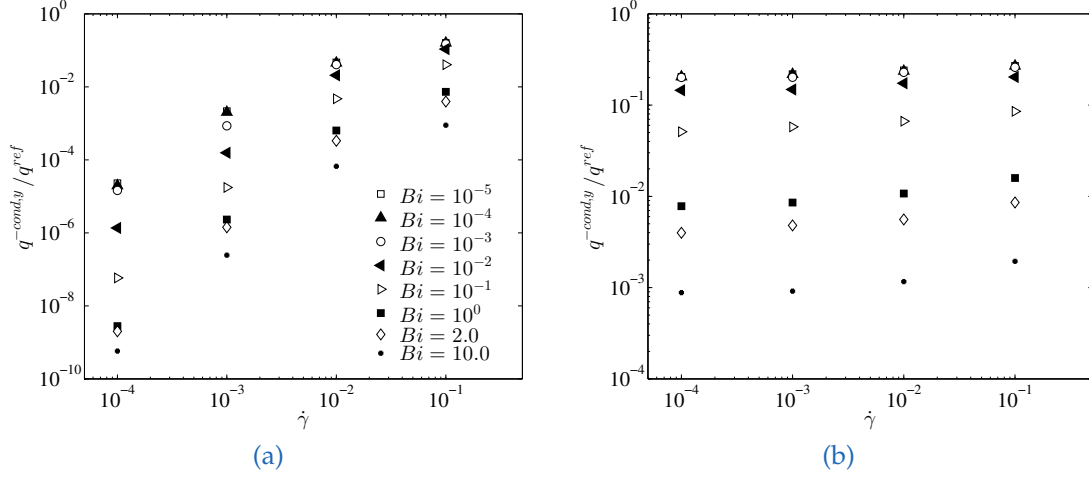 10^0
10^-2
10^-4
10^-6
10^-8
10^-10
q^-cond,y/q^ref
Bi = 10^-5
Bi = 10^-4
Bi = 10^-3
Bi = 10^-2
Bi = 10^-1
Bi = 10^0
Bi = 2.0
Bi = 10.0
10^-4 10^-3 10^-2 10^-1
γ̇
(a)
10^0
10^-1
10^-2
10^-3
10^-4
q^-cond,y/q^ref
10^-4 10^-3 10^-2 10^-1
γ̇
(b)